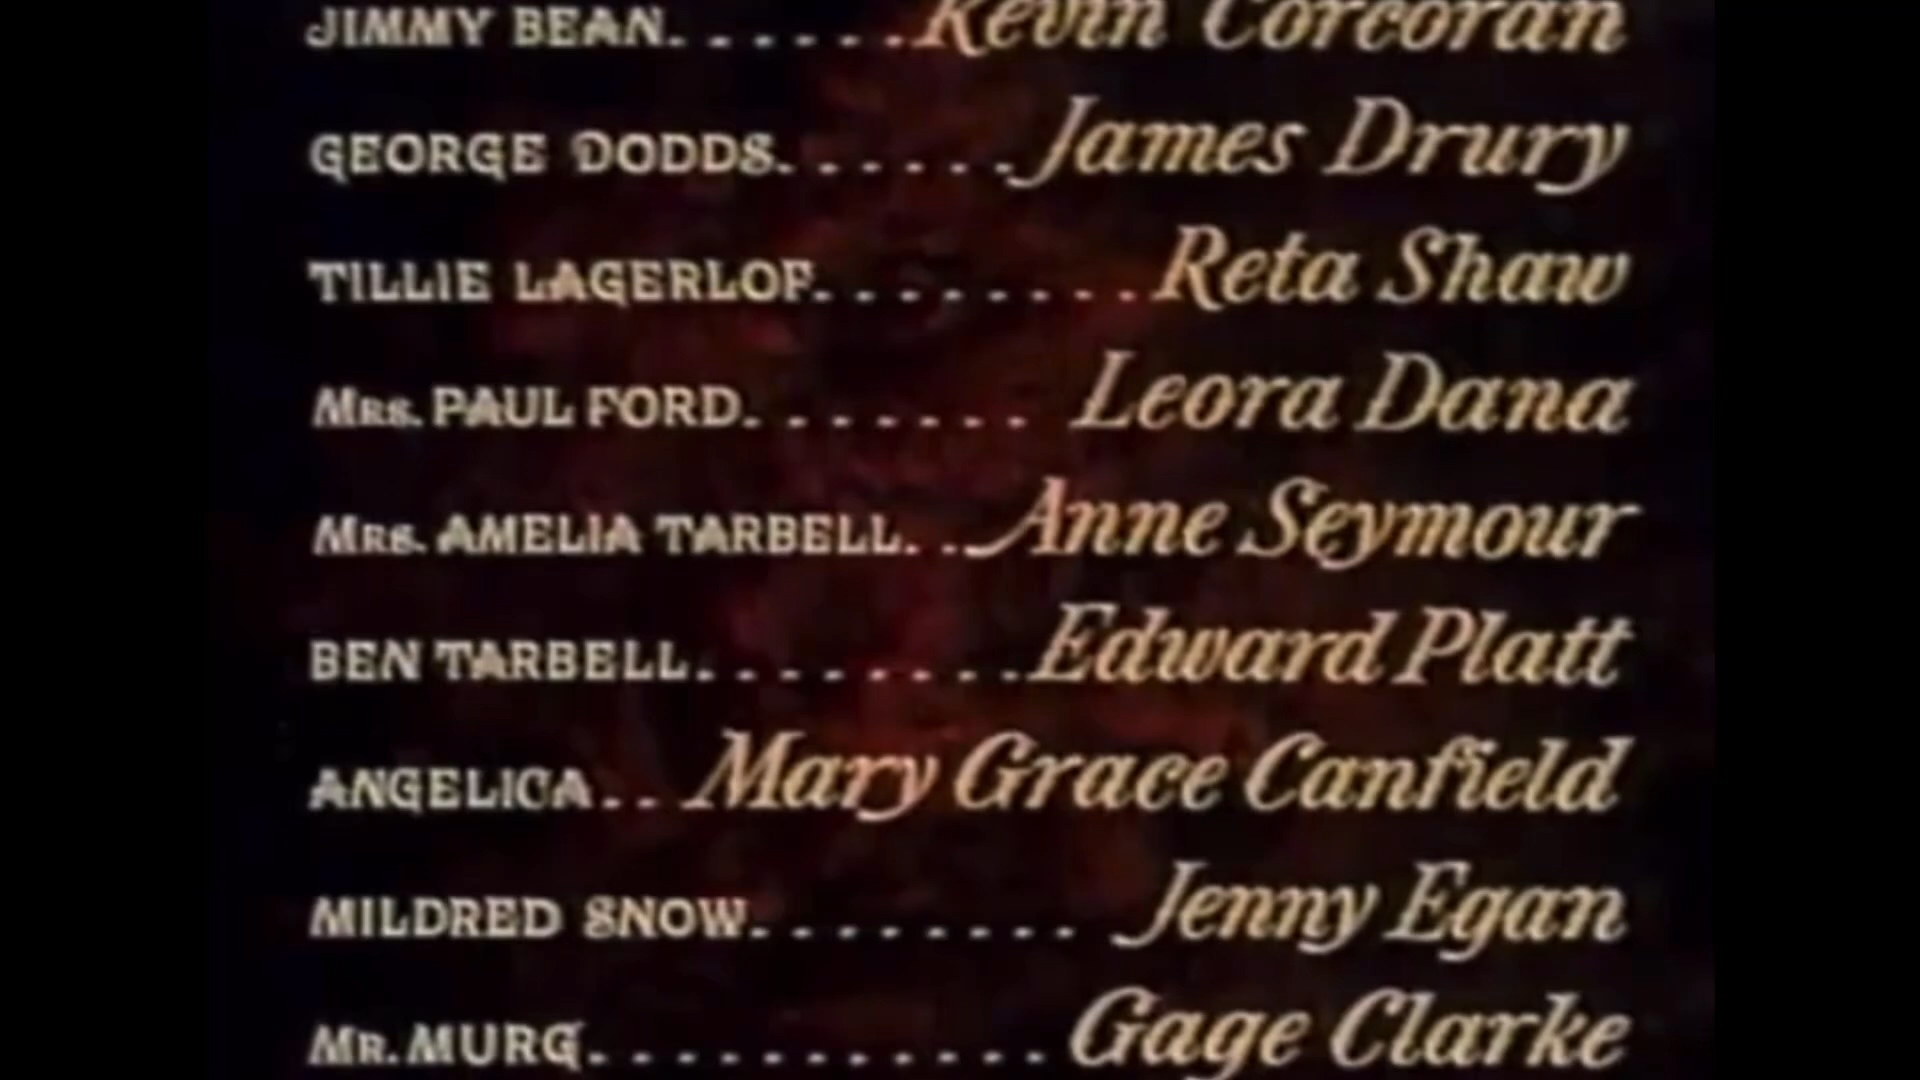 JIMMY BEAN. . . . . . Kevin Corcoran
GEORGE DODDS. . . . . . James Drury
TILLIE LAGERLOF. . . . . . . . Reta Shaw
MRS. PAUL FORD. . . . . . . Leora Dana
MRS. AMELIA TARBELL. . . Anne Seymour
BEN TARBELL. . . . . . . . Edward Platt
ANGELICA. . . Mary Grace Canfield
MILDRED SNOW. . . . . . . . Jenny Egan
MR. MURG. . . . . . . . . . . Gage Clarke